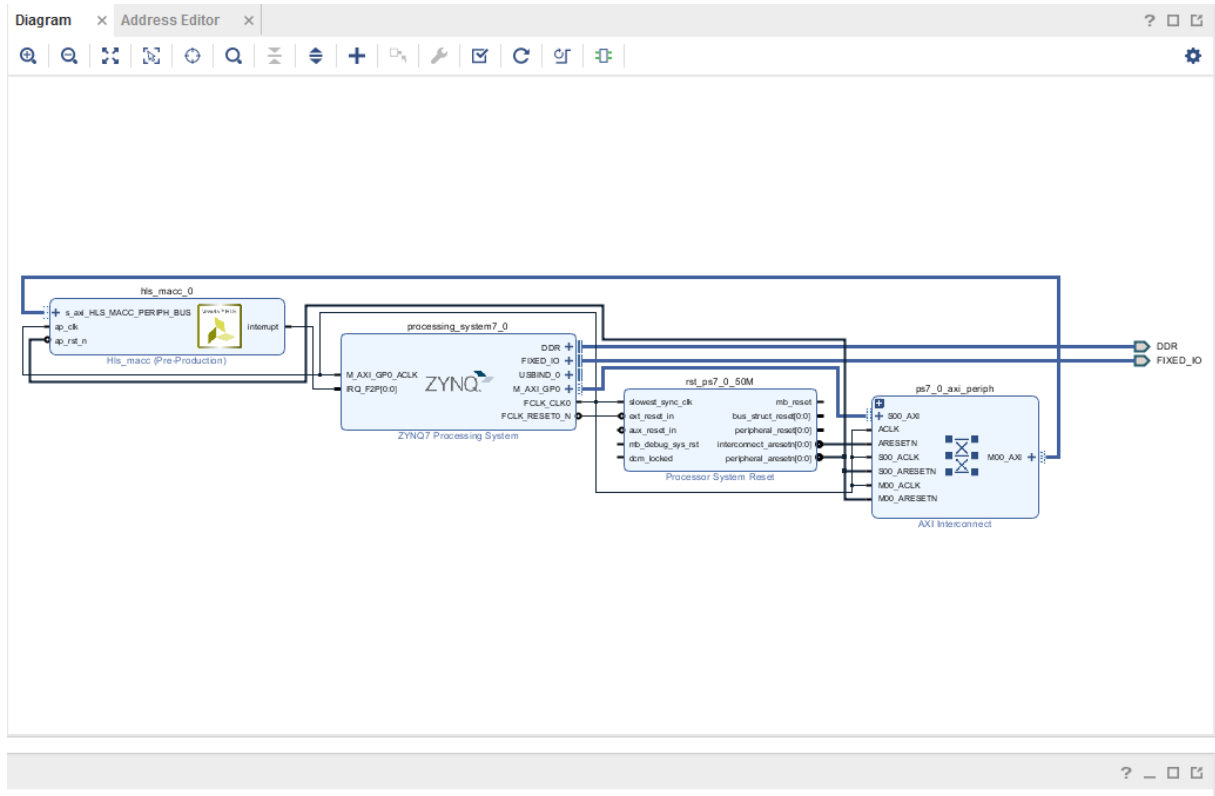 Diagram × Address Editor ×
hls_macc_0
s_axi_HLS_MACC_PERIPH_BUS
ap_clk
ap_rst_n
interrupt
Hls_macc (Pre-Production)
processing_system7_0
M_AXI_GP0_ACLK
IRQ_F2P[0:0]
ZYNQ
DDR
FIXED_IO
USBIND_0
M_AXI_GP0
FCLK_CLK0
FCLK_RESET0_N
ZYNQ7 Processing System
rst_ps7_0_50M
slowest_sync_clk
ext_reset_in
aux_reset_in
mb_debug_sys_rst
dcm_locked
mb_reset
bus_struct_reset[0:0]
peripheral_reset[0:0]
interconnect_aresetn[0:0]
peripheral_aresetn[0:0]
Processor System Reset
ps7_0_axi_periph
S00_AXI
ACLK
ARESETN
S00_ACLK
S00_ARESETN
M00_ACLK
M00_ARESETN
M00_AXI
AXI Interconnect
DDR
FIXED_IO